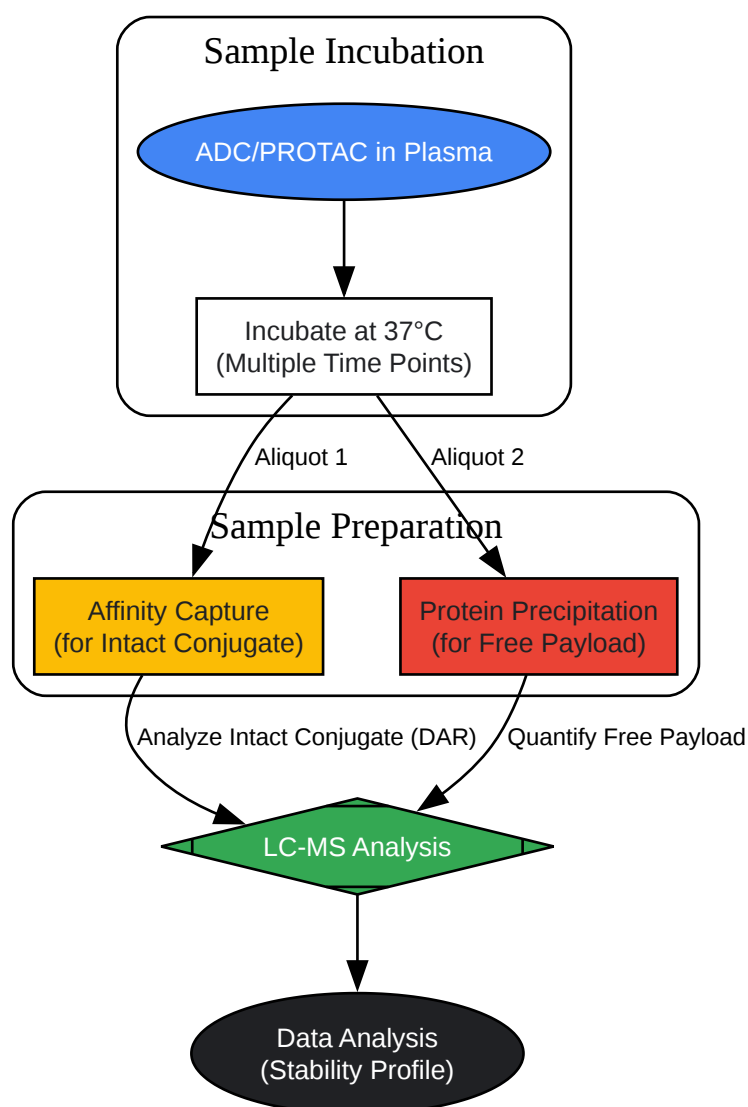 Sample Incubation
ADC/PROTAC in Plasma
Incubate at 37°C
(Multiple Time Points)
Aliquot 1
Aliquot 2
Sample Preparation
Affinity Capture
(for Intact Conjugate)
Protein Precipitation
(for Free Payload)
Analyze Intact Conjugate (DAR)
Quantify Free Payload
LC-MS Analysis
Data Analysis
(Stability Profile)